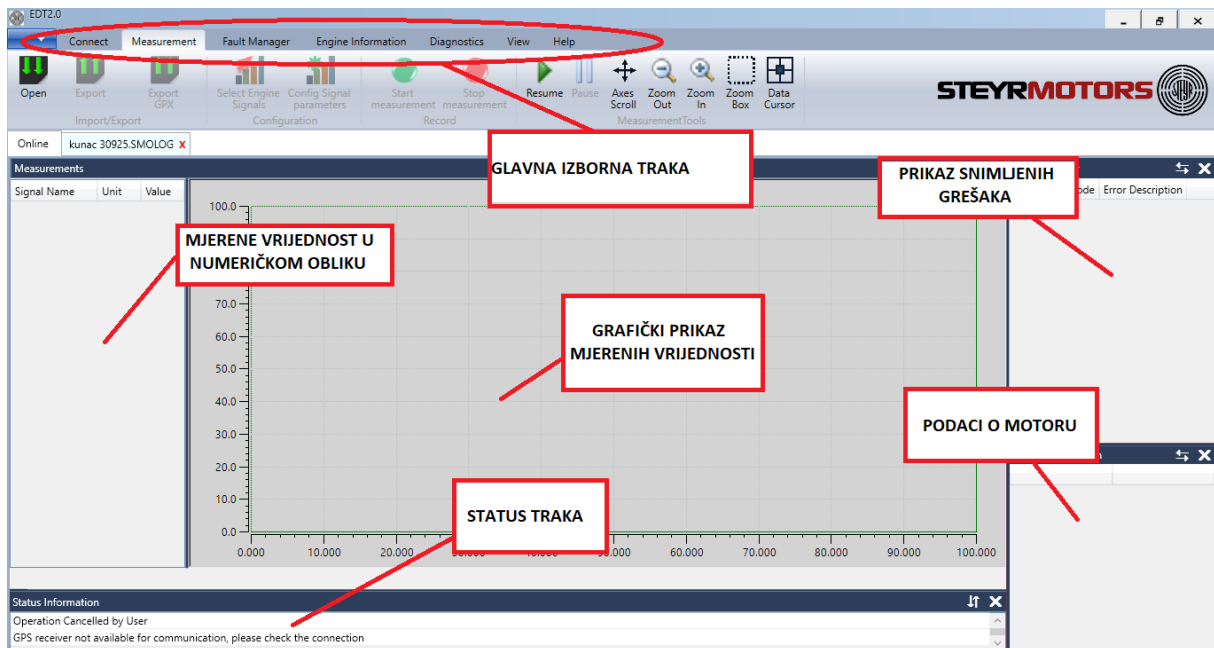 EDT2.0
Connect Measurement Fault Manager Engine Information Diagnostics View Help
Open Export Export GPX Select Engine Signals Config Signal parameters Start measurement Stop measurement Resume Pause Axes Scroll Zoom Out Zoom In Zoom Box Data Cursor
Import/Export Configuration Record MeasurementTools
STEYRMOTORS
Online kunac 30925.SMOLOG X
GLAVNA IZBORNA TRAKA
Measurements
Signal Name Unit Value
PRIKAZ SNIMLJENIH
GREŠAKA
Error Description
MJERENE VRIJEDNOST U
NUMERIČKOM OBLIKU
100.0
70.0
60.0
50.0
40.0
30.0
20.0
10.0
0.0
GRAFIČKI PRIKAZ
MJERENIH VRIJEDNOSTI
PODACI O MOTORU
STATUS TRAKA
0.000 10.000 20.000 60.000 70.000 80.000 90.000 100.000
Status Information
Operation Cancelled by User
GPS receiver not available for communication, please check the connection